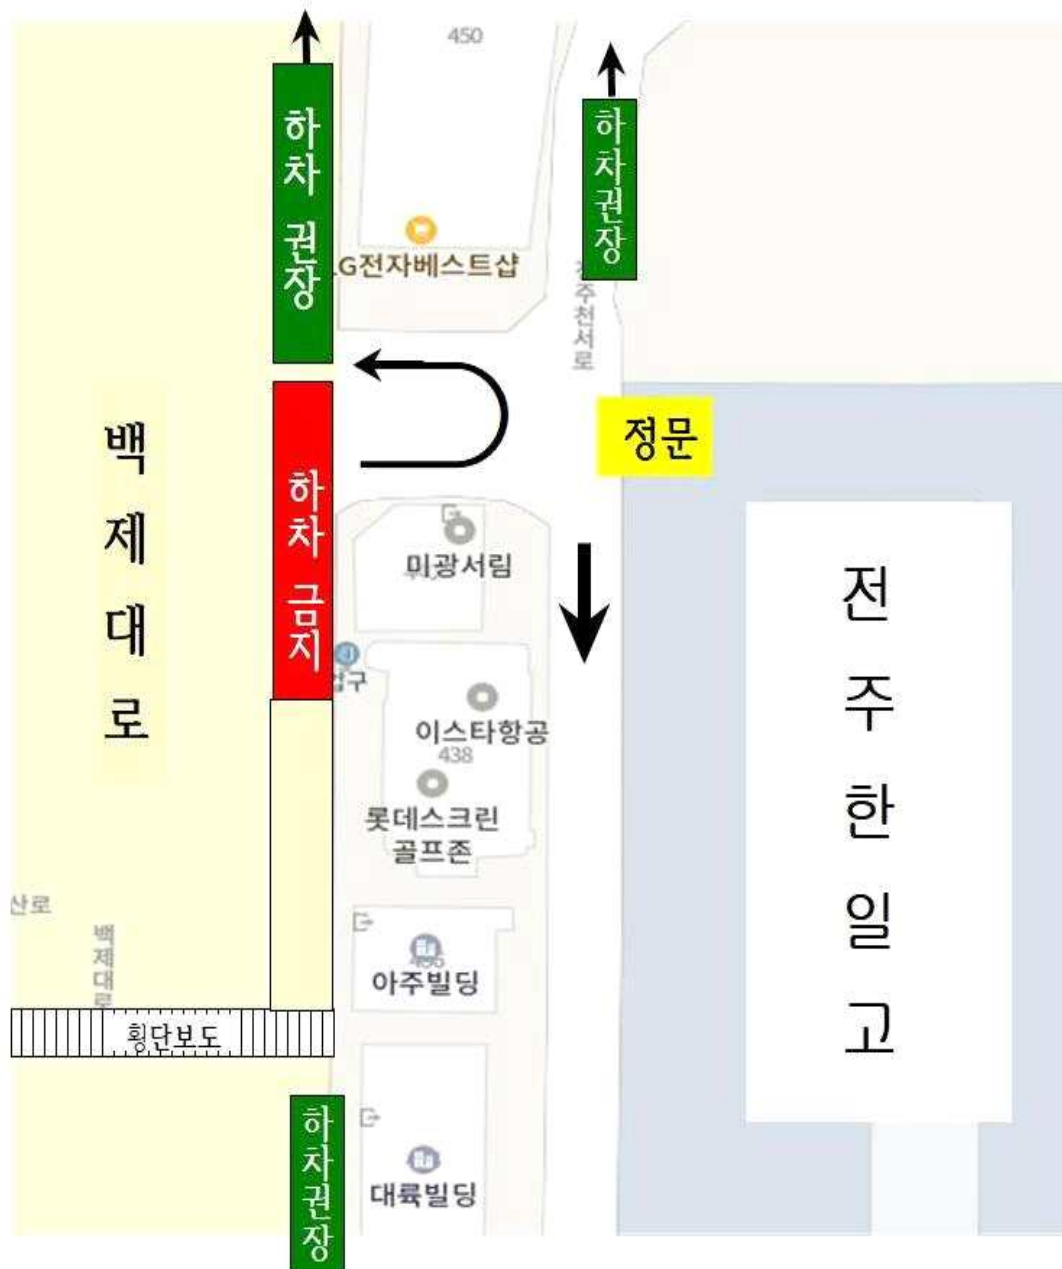 450
하차 권장
하차권장
G전자베스트샵
주천서로
정문
백제대로
하차 금지
미광서림
이스타항공
438
롯데스크린
골프존
전주한일고
산로
백제대로
아주빌딩
횡단보도
하차권장
대륙빌딩